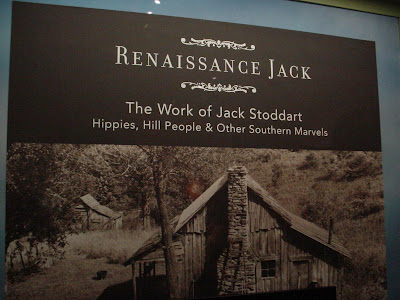 RENAISSANCE JACK
The Work of Jack Stoddart
Hippies, Hill People & Other Southern Marvels